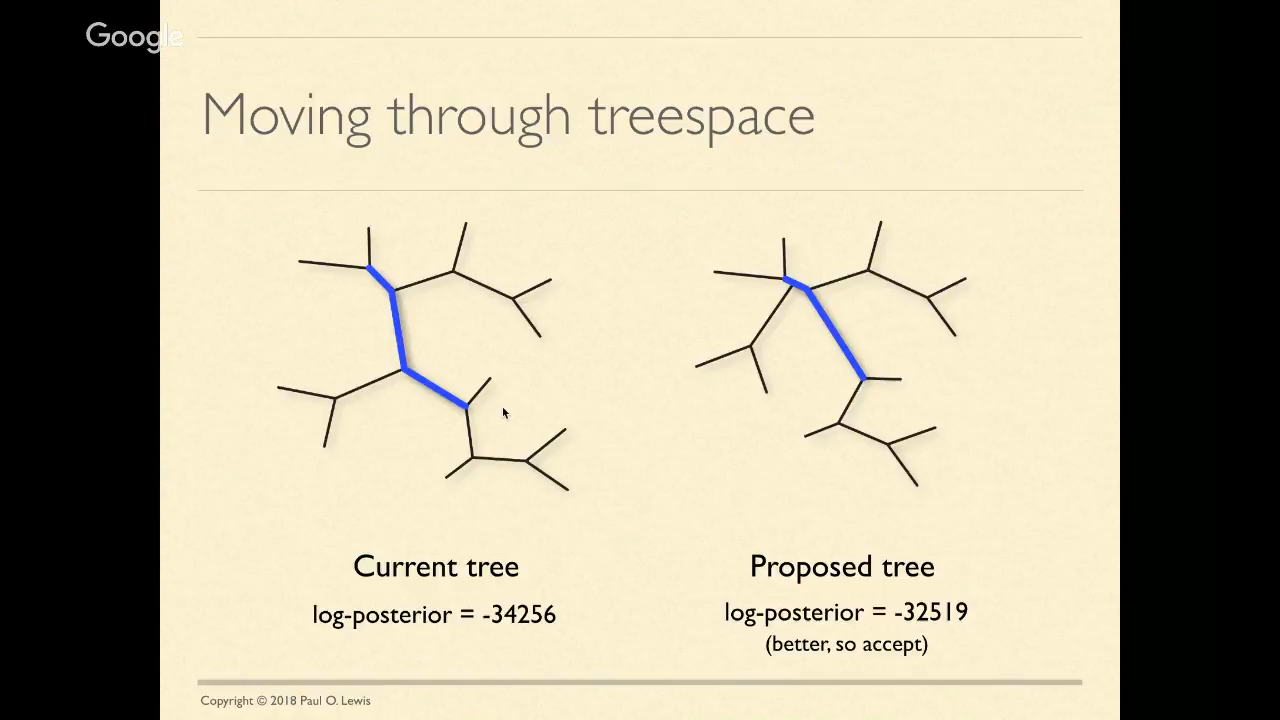 Google
Moving through treespace
Current tree
log-posterior = -34256
Proposed tree
log-posterior = -32519
(better, so accept)
Copyright © 2018 Paul O. Lewis